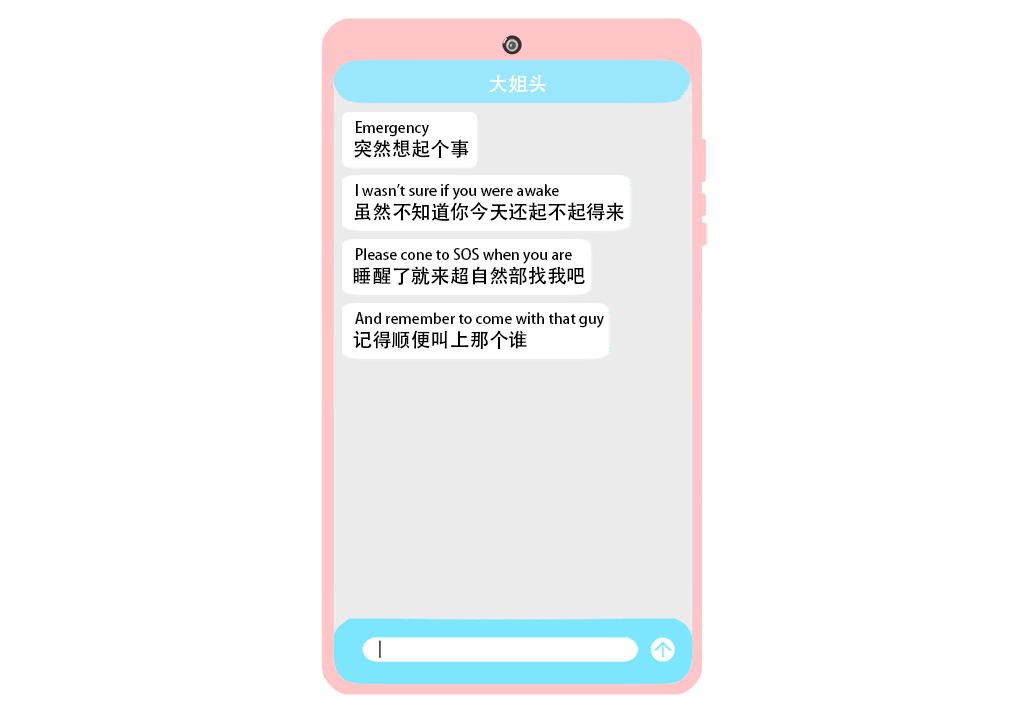 大姐头
Emergency
突然想起个事
I wasn't sure if you were awake
虽然不知道你今天还起不起得来
Please cone to SOS when you are
睡醒了就来超自然部找我吧
And remember to come with that guy
记得顺便叫上那个谁